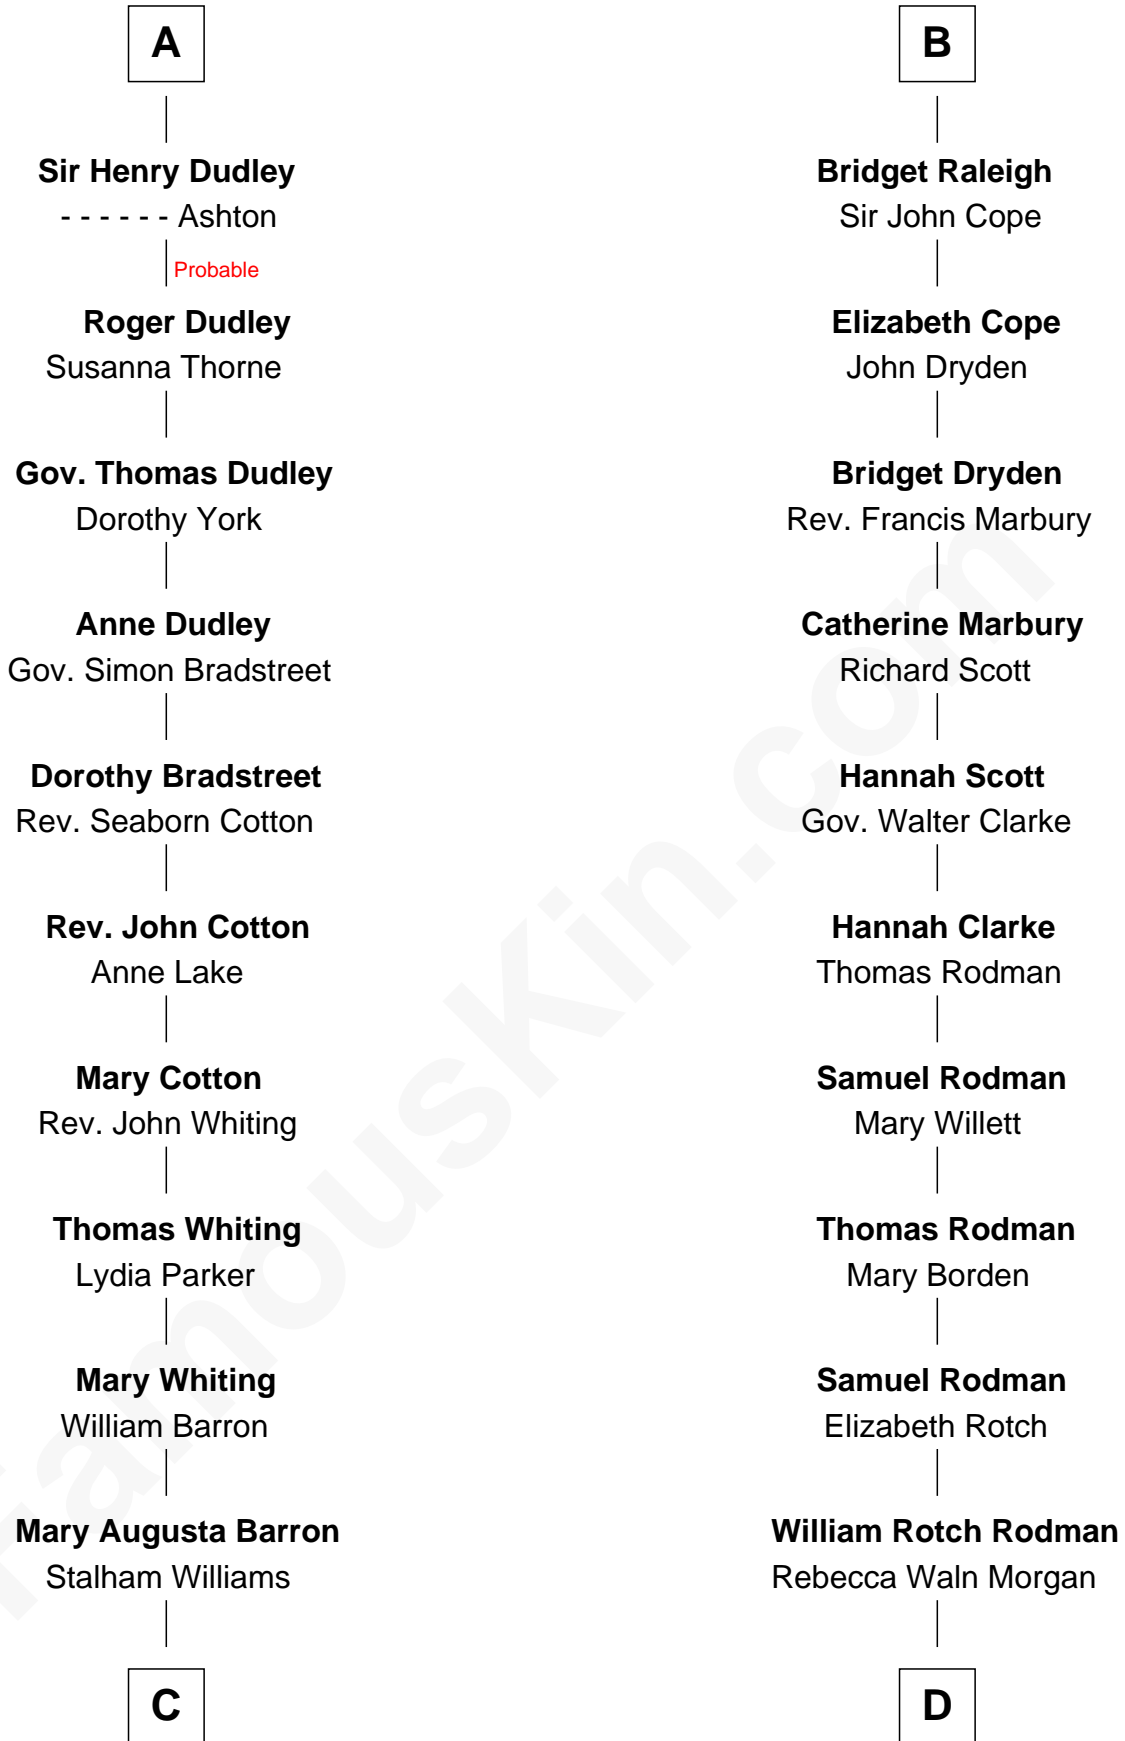 A
Sir Henry Dudley
- - - - - - Ashton
Probable
Roger Dudley
Susanna Thorne
Gov. Thomas Dudley
Dorothy York
Anne Dudley
Gov. Simon Bradstreet
Dorothy Bradstreet
Rev. Seaborn Cotton
Rev. John Cotton
Anne Lake
Mary Cotton
Rev. John Whiting
Thomas Whiting
Lydia Parker
Mary Whiting
William Barron
Mary Augusta Barron
Stalham Williams
C
B
Bridget Raleigh
Sir John Cope
Elizabeth Cope
John Dryden
Bridget Dryden
Rev. Francis Marbury
Catherine Marbury
Richard Scott
Hannah Scott
Gov. Walter Clarke
Hannah Clarke
Thomas Rodman
Samuel Rodman
Mary Willett
Thomas Rodman
Mary Borden
Samuel Rodman
Elizabeth Rotch
William Rotch Rodman
Rebecca Waln Morgan
D
FamousKin.com